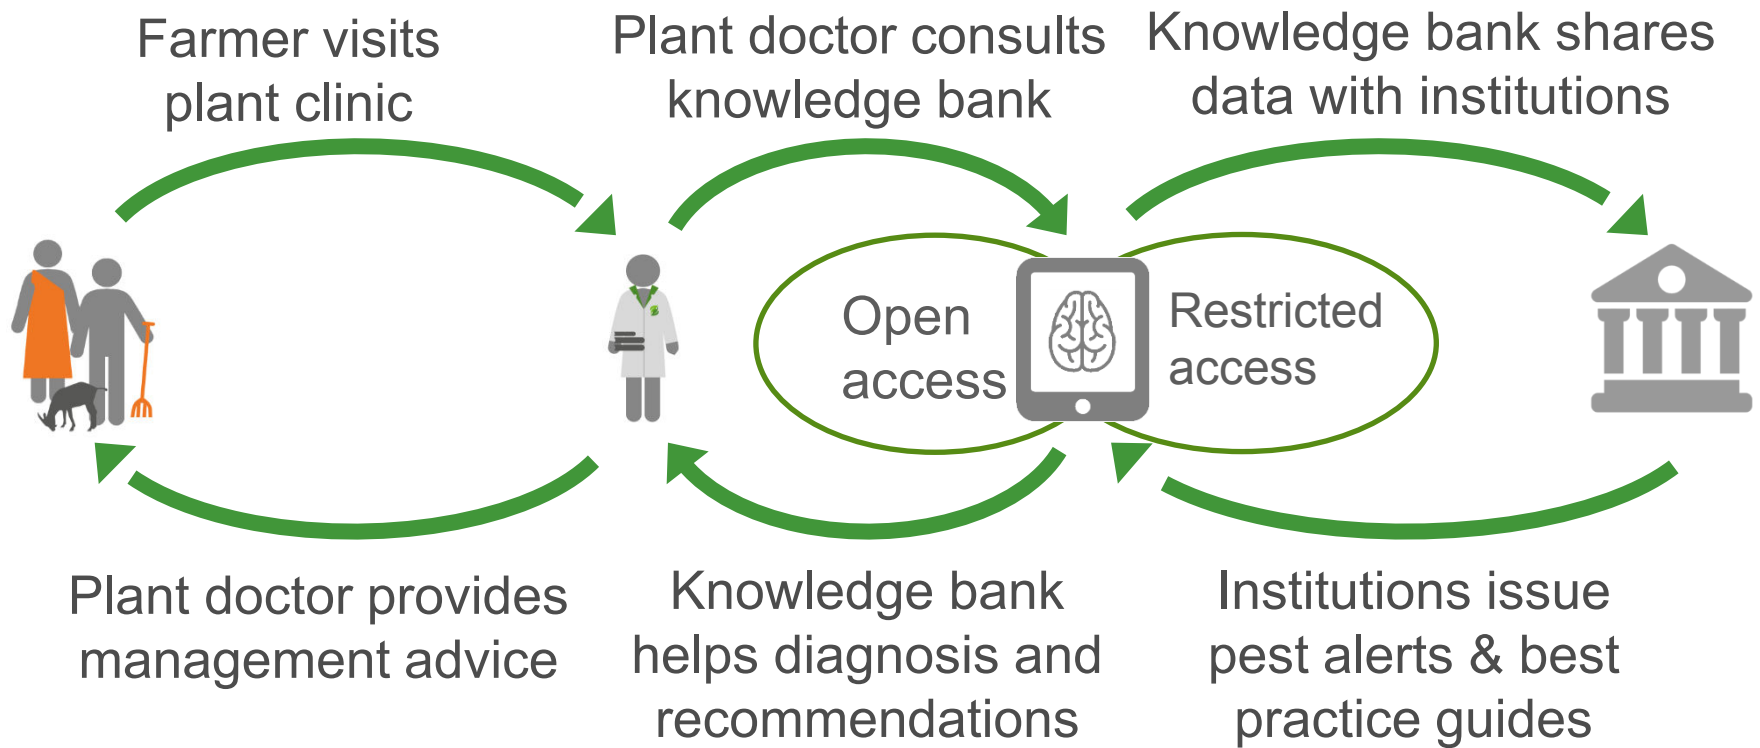 Farmer visits
plant clinic
Plant doctor consults
knowledge bank
Knowledge bank shares
data with institutions
Open
access
Restricted
access
Plant doctor provides
management advice
Knowledge bank
helps diagnosis and
recommendations
Institutions issue
pest alerts & best
practice guides